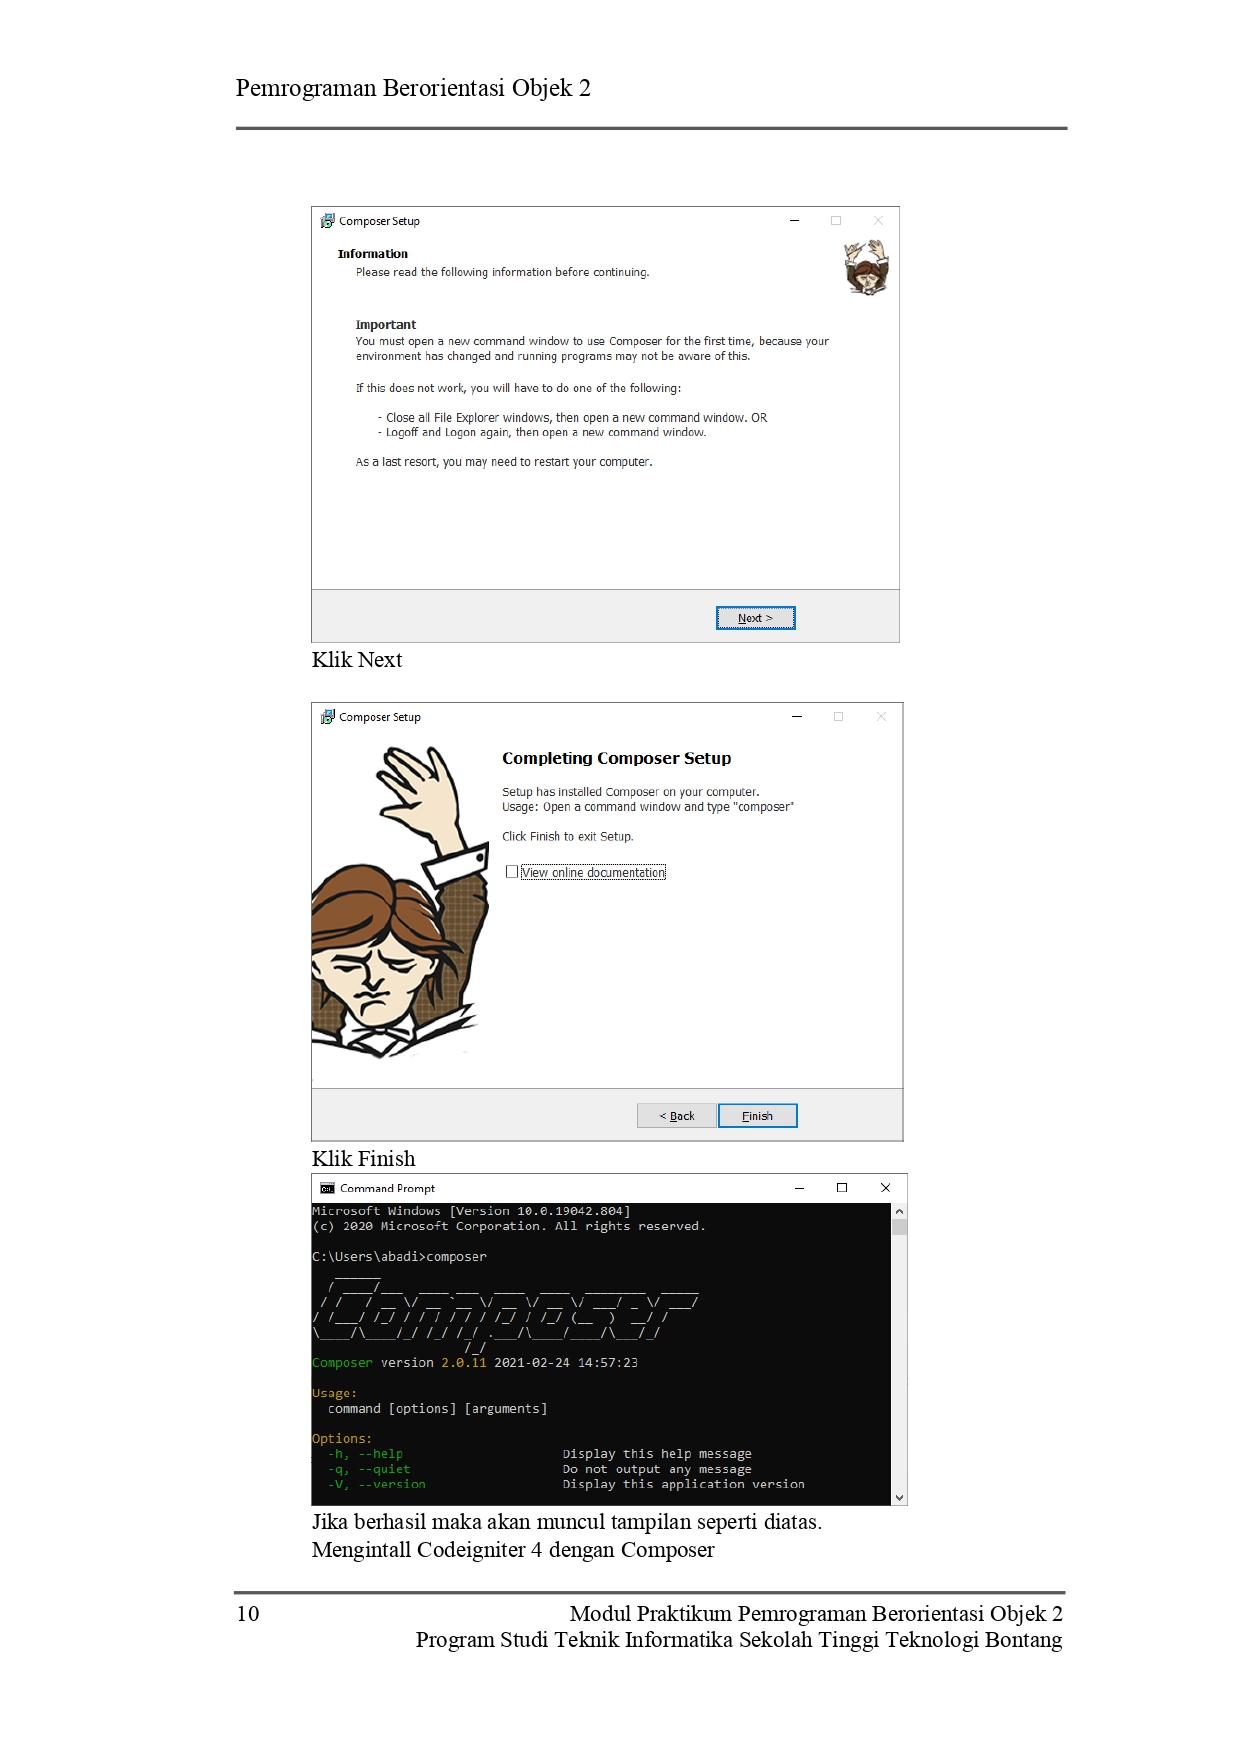 Pemrograman Berorientasi Objek 2
Composer Setup
Information
Please read the following information before continuing.
Important
You must open a new command window to use Composer for the first time, because your
environment has changed and running programs may not be aware of this.
If this does not work, you will have to do one of the following:
- Close all File Explorer windows, then open a new command window. OR
- Logoff and Logon again, then open a new command window.
As a last resort, you may need to restart your computer.
Next >
Klik Next
Composer Setup
Completing Composer Setup
Setup has installed Composer on your computer.
Usage: Open a command window and type "composer"
Click Finish to exit Setup.
View online documentation
< Back Finish
Klik Finish
Command Prompt
Microsoft Windows [Version 10.0.19042.804]
(c) 2020 Microsoft Corporation. All rights reserved.
C:\Users\abadi>composer
Composer
Composer version 2.0.11 2021-02-24 14:57:23
Usage:
command [options] [arguments]
Options:
-h, --help Display this help message
-q, --quiet Do not output any message
-V, --version Display this application version
Jika berhasil maka akan muncul tampilan seperti diatas.
Mengintall Codeigniter 4 dengan Composer
10 Modul Praktikum Pemrograman Berorientasi Objek 2
Program Studi Teknik Informatika Sekolah Tinggi Teknologi Bontang